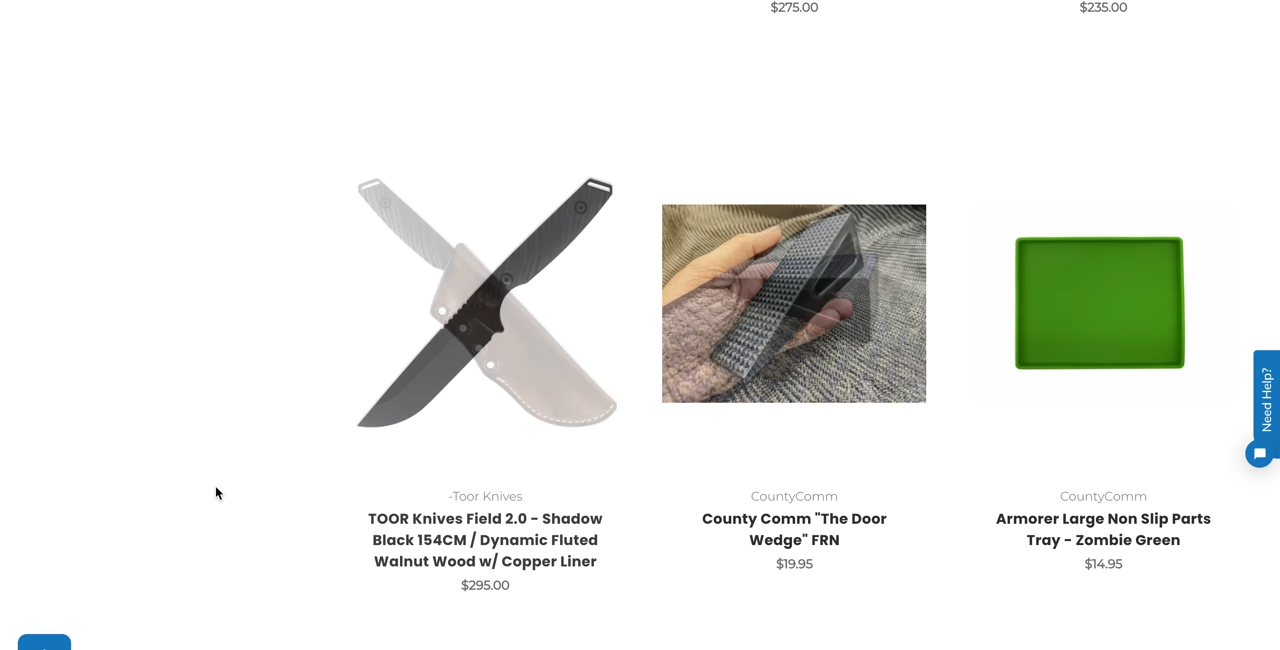 $275.00
$235.00
-Toor Knives
TOOR Knives Field 2.0 - Shadow
Black 154CM / Dynamic Fluted
Walnut Wood w/ Copper Liner
$295.00
CountyComm
County Comm "The Door
Wedge" FRN
$19.95
CountyComm
Armorer Large Non Slip Parts
Tray - Zombie Green
$14.95
Need Help?